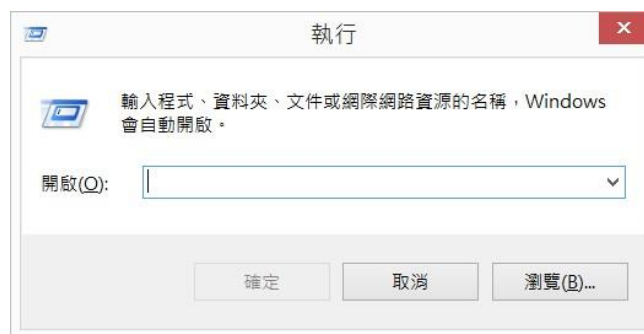 執行
輸入程式、資料夾、文件或網際網路資源的名稱，Windows
會自動開啟。
開啟(O):
確定
取消
瀏覽(B)...